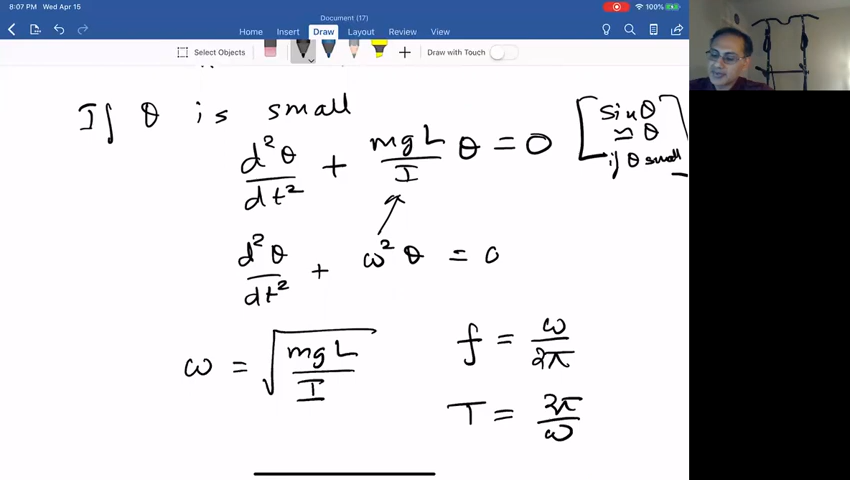 8:07 PM Wed Apr 15
100%
Document (17)
Home Insert Draw Layout Review View
Select Objects
Draw with Touch
If θ is small
d²θ/dt² + mgL/I θ = 0
[sinθ
≈ θ
if θ small]
d²θ/dt² + ω²θ = 0
ω = √(mgL/I)
f = ω/2π
T = 2π/ω